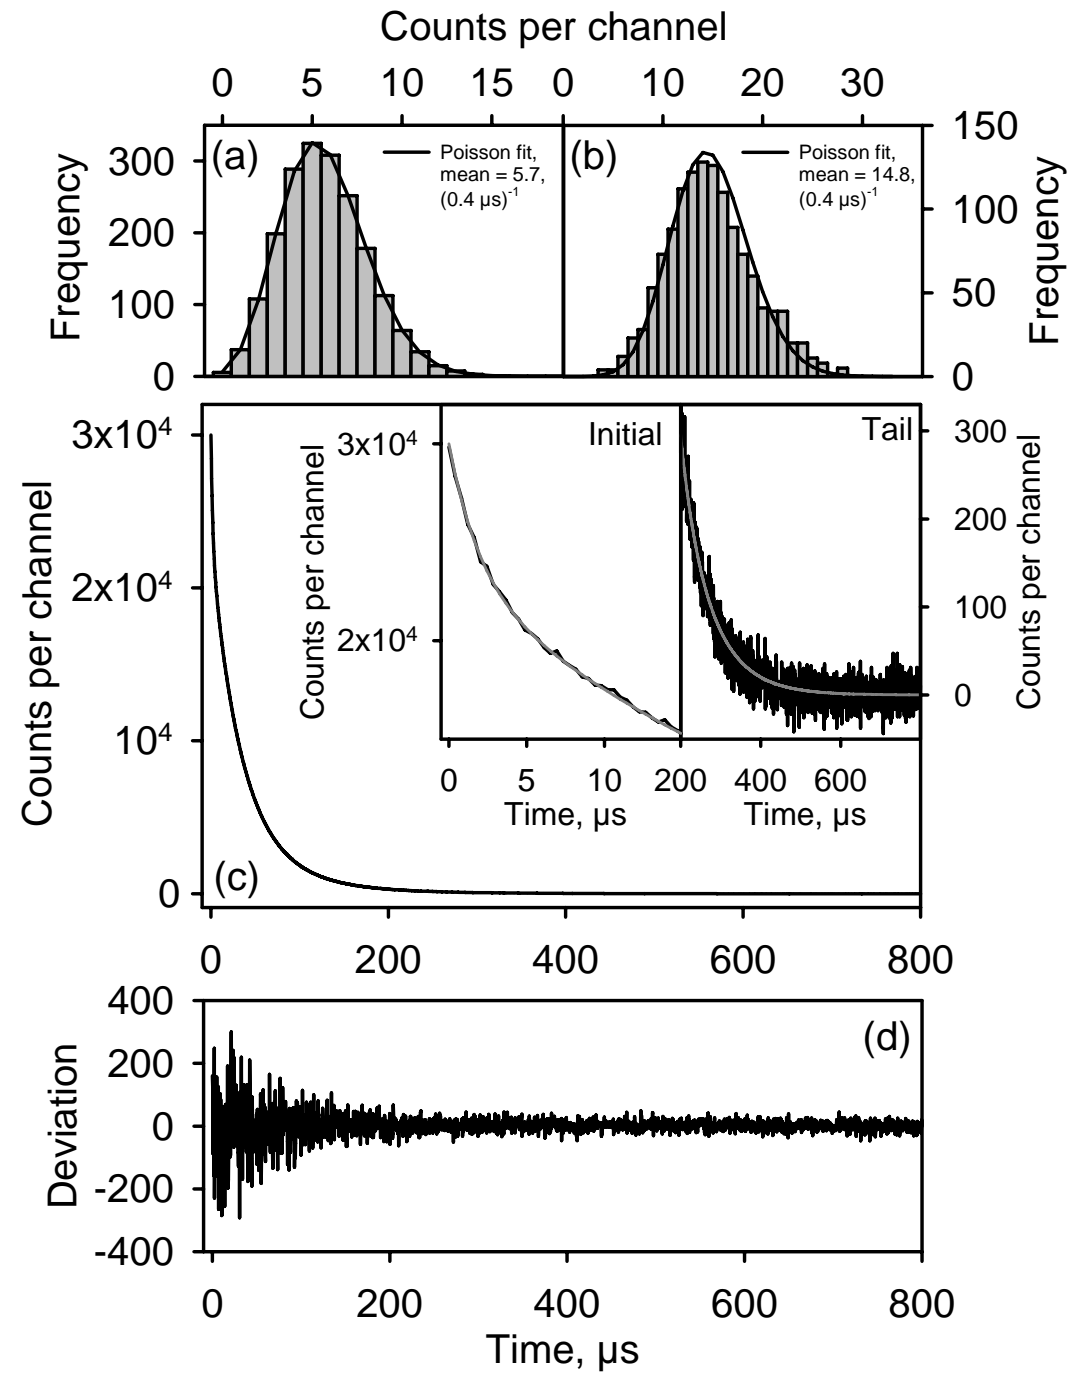 Counts per channel
0 5 10 15 0 10 20 30
(a)
Poisson fit,
mean = 5.7,
(0.4 µs)⁻¹
(b)
Poisson fit,
mean = 14.8,
(0.4 µs)⁻¹
Frequency
300
200
100
0
150
100
50
0
Frequency
Counts per channel
3x10⁴
2x10⁴
10⁴
0
(c)
0 200 400 600 800
Counts per channel
3x10⁴
2x10⁴
Initial
0 5 10
Time, µs
Tail
200 400 600
Time, µs
300
200
100
0
Counts per channel
Deviation
400
200
0
-200
-400
(d)
0 200 400 600 800
Time, µs